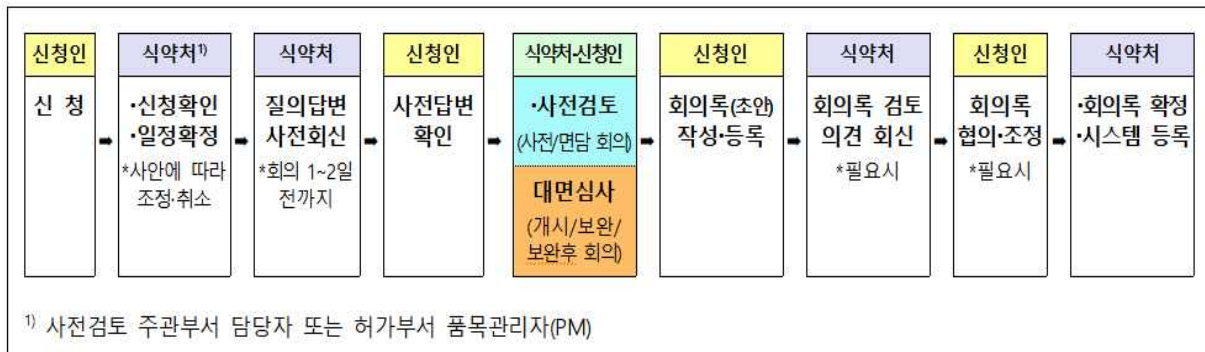 신청인
신 청
식약처1)
•신청확인
•일정확정
*사안에 따라
조정·취소
식약처
질의답변
사전회신
*회의 1~2일
전까지
신청인
사전답변
확인
식약처-신청인
•사전검토
(사전/면담 회의)
대면심사
(개시/보완/
보완후 회의)
신청인
회의록(초안)
작성·등록
식약처
회의록 검토
의견 회신
*필요시
신청인
회의록
협의·조정
*필요시
식약처
•회의록 확정
•시스템 등록
1) 사전검토 주관부서 담당자 또는 허가부서 품목관리자(PM)